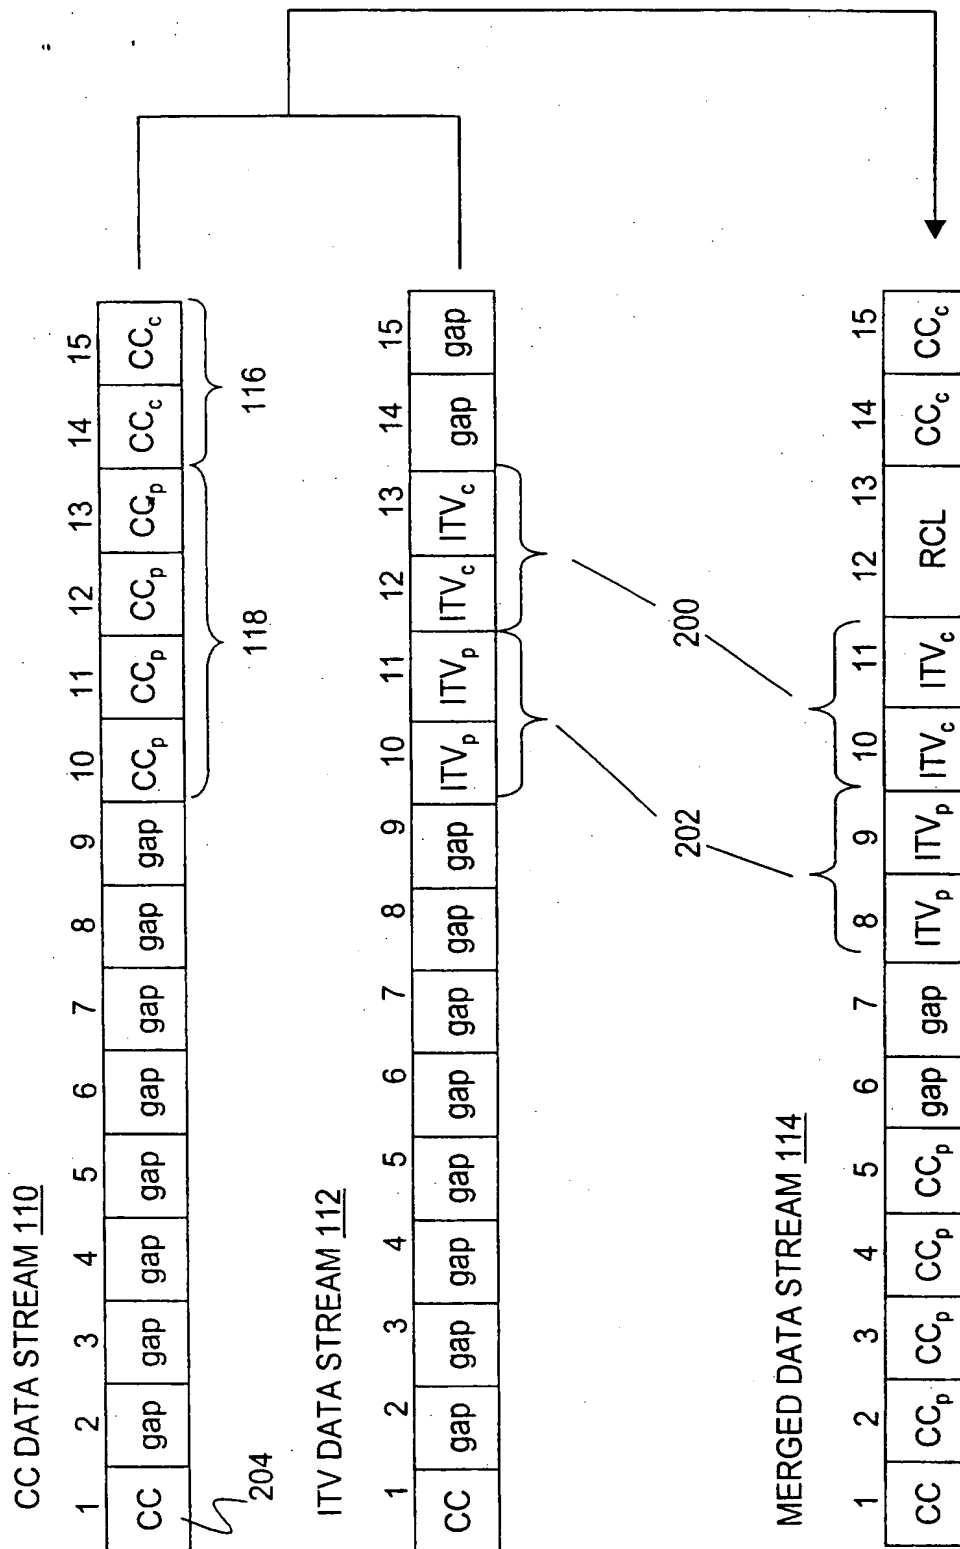 CC DATA STREAM 110
1 2 3 4 5 6 7 8 9 10 11 12 13 14 15
CC gap gap gap gap gap gap gap gap CCp CCp CCp CCp CCc CCc
204 118 116
ITV DATA STREAM 112
1 2 3 4 5 6 7 8 9 10 11 12 13 14 15
CC gap gap gap gap gap gap gap gap ITVp ITVp ITVc ITVc gap gap
202 200
MERGED DATA STREAM 114
1 2 3 4 5 6 7 8 9 10 11 12 13 14 15
CC CCp CCp CCp CCp gap gap ITVp ITVp ITVc ITVc RCL CCc CCc